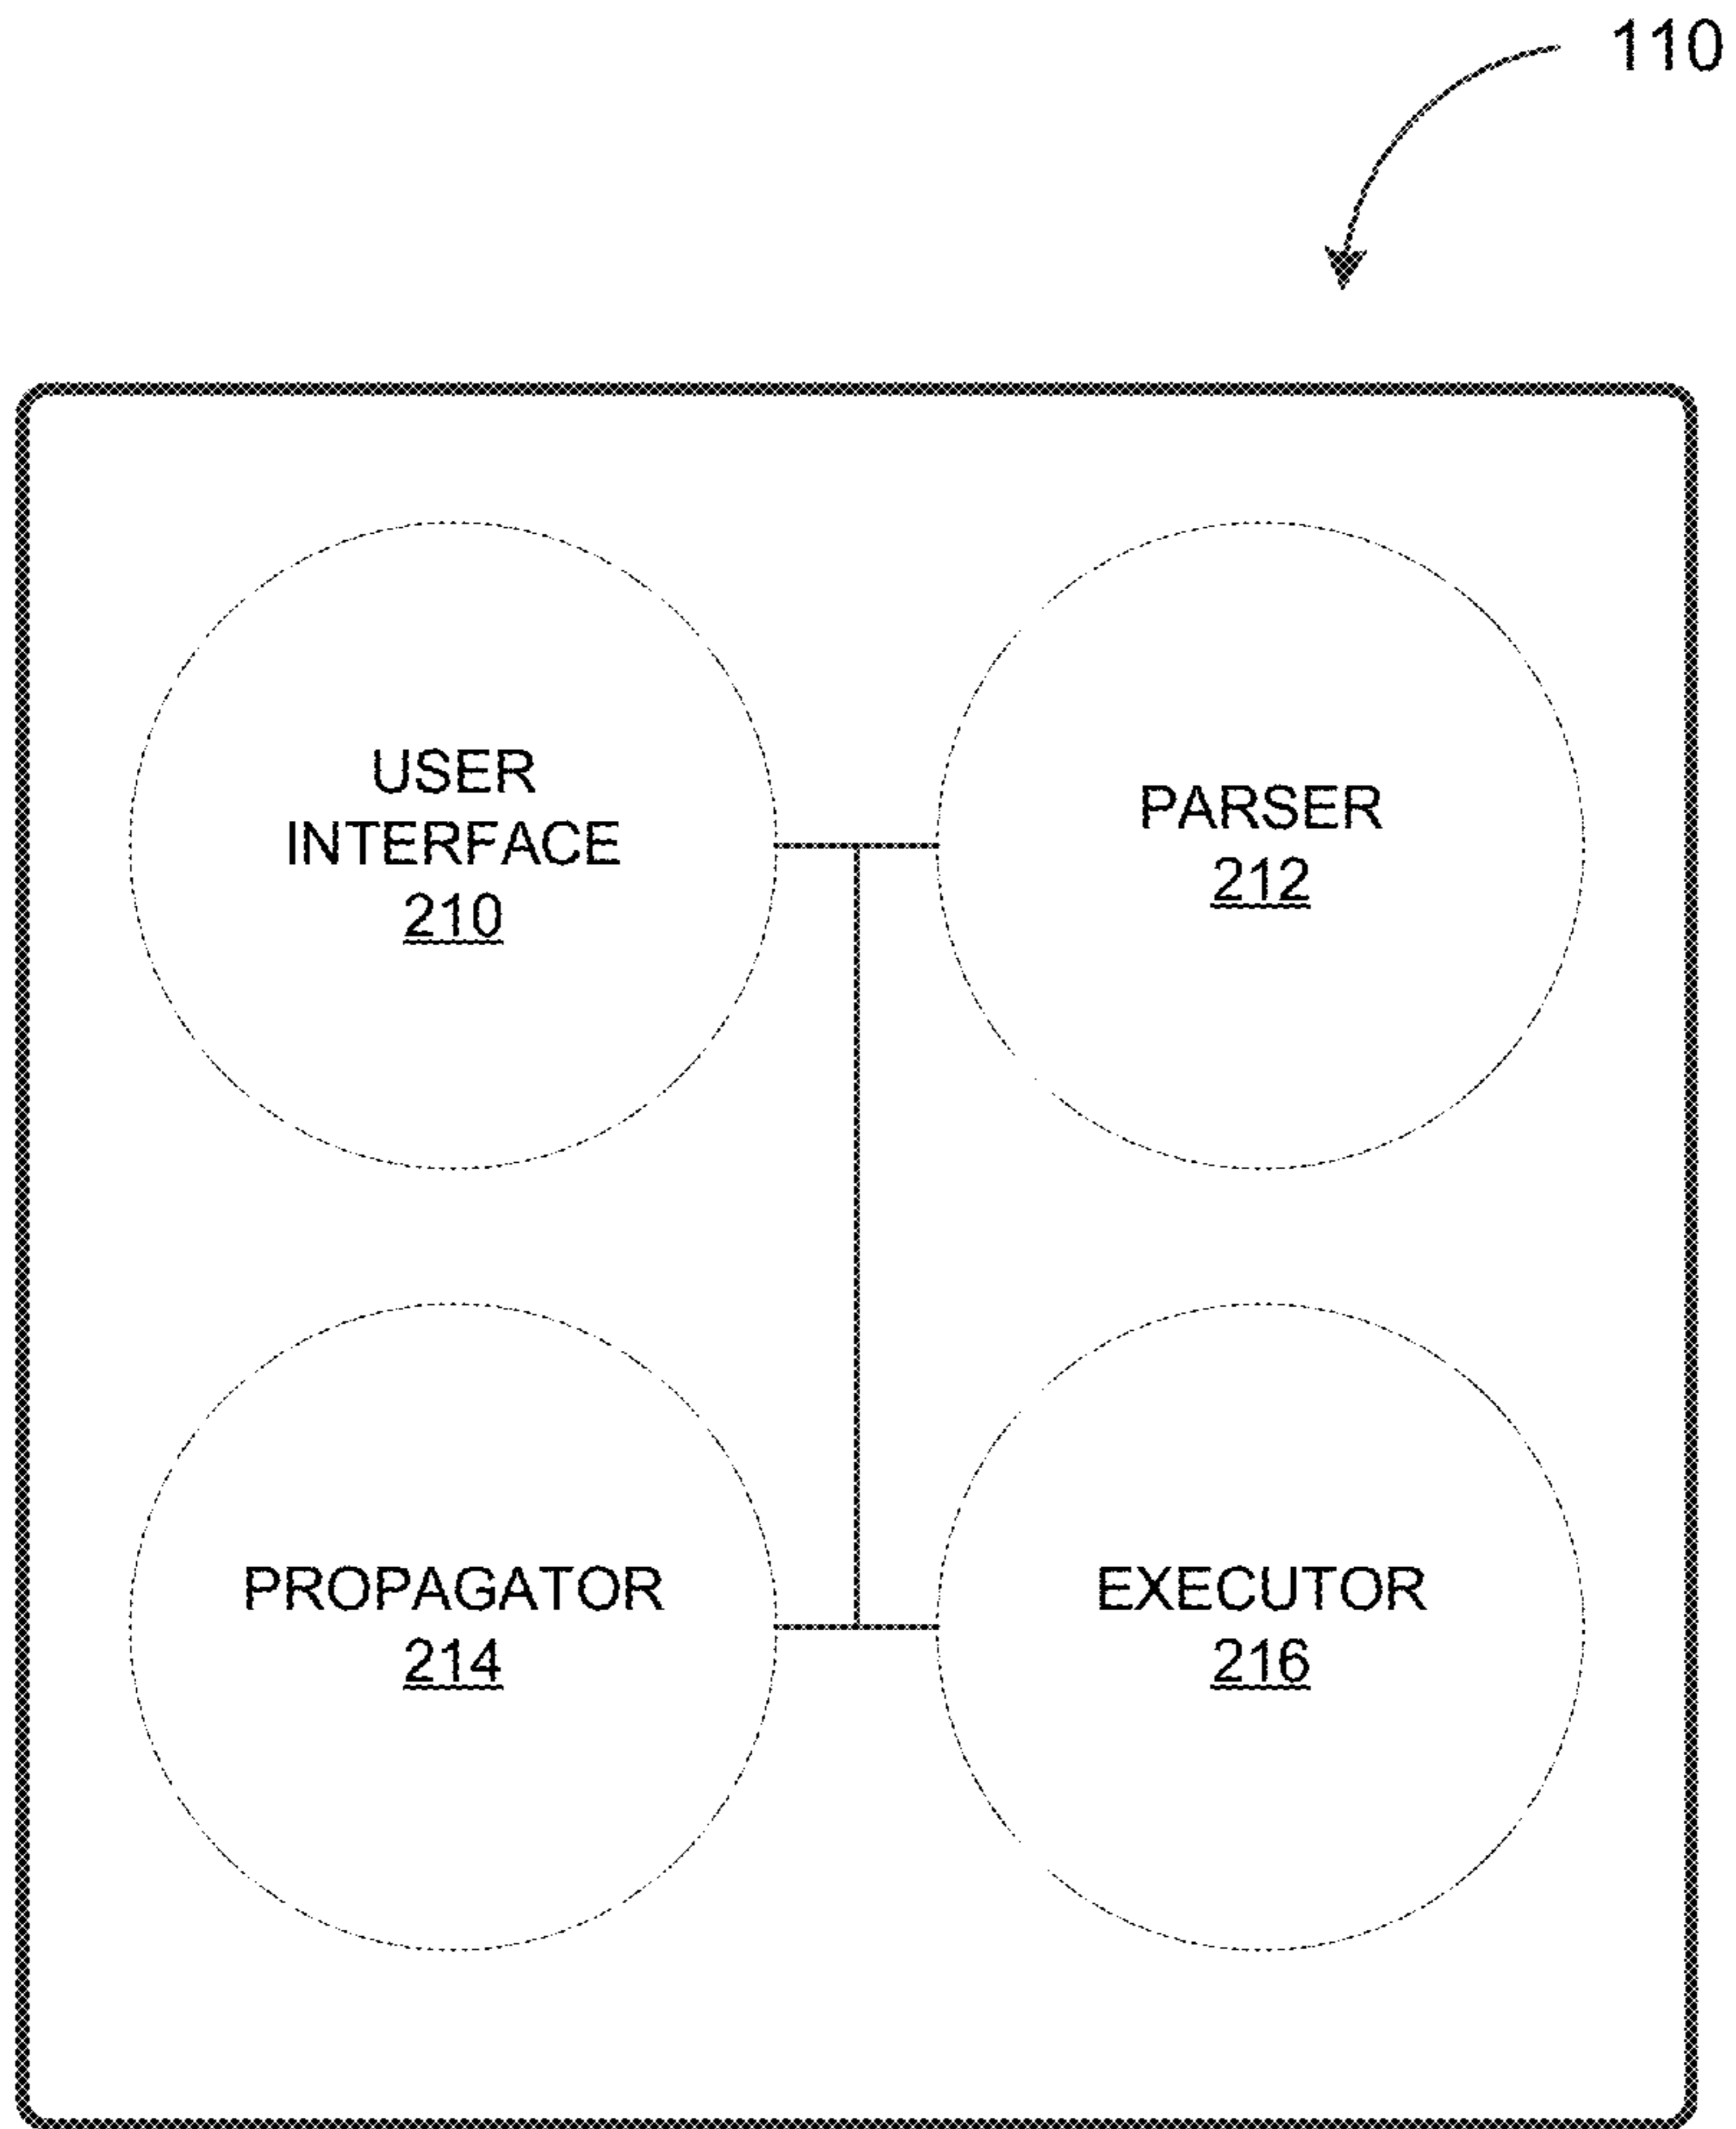 110
USER
INTERFACE
210
PARSER
212
PROPAGATOR
214
EXECUTOR
216